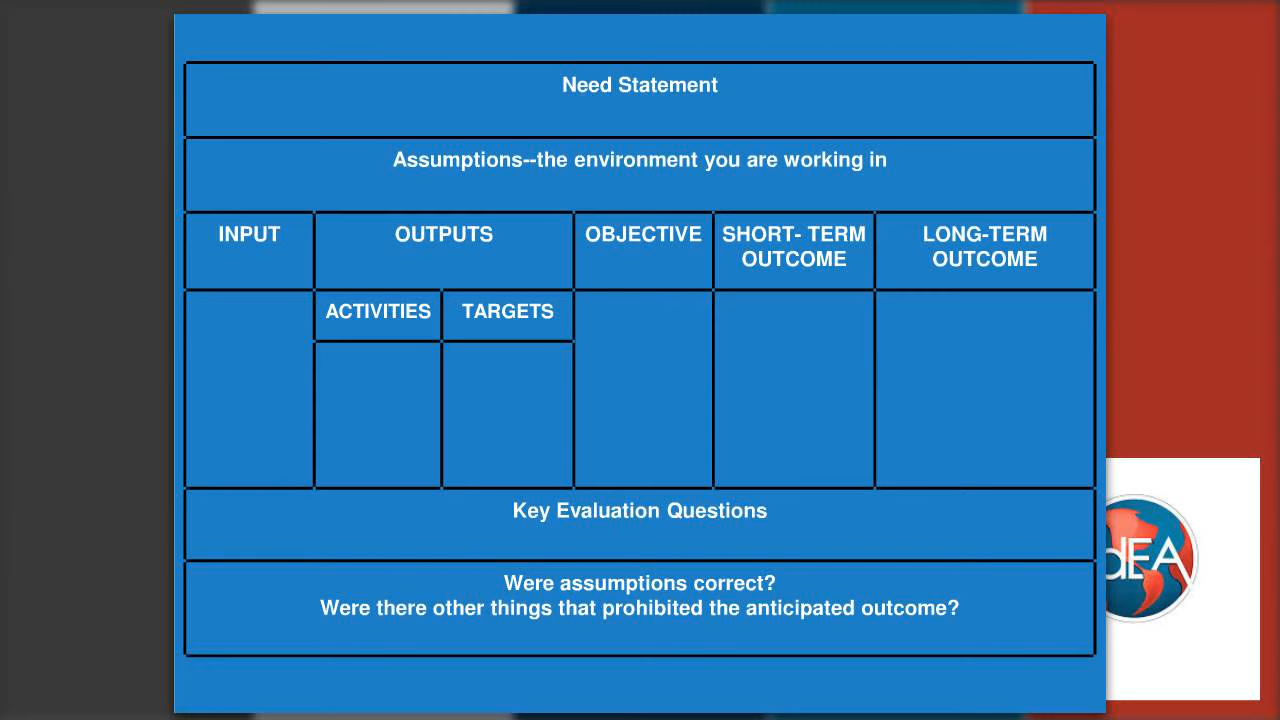 Need Statement
Assumptions--the environment you are working in
INPUT
OUTPUTS
OBJECTIVE
SHORT- TERM
OUTCOME
LONG-TERM
OUTCOME
ACTIVITIES
TARGETS
Key Evaluation Questions
Were assumptions correct?
Were there other things that prohibited the anticipated outcome?
dEA